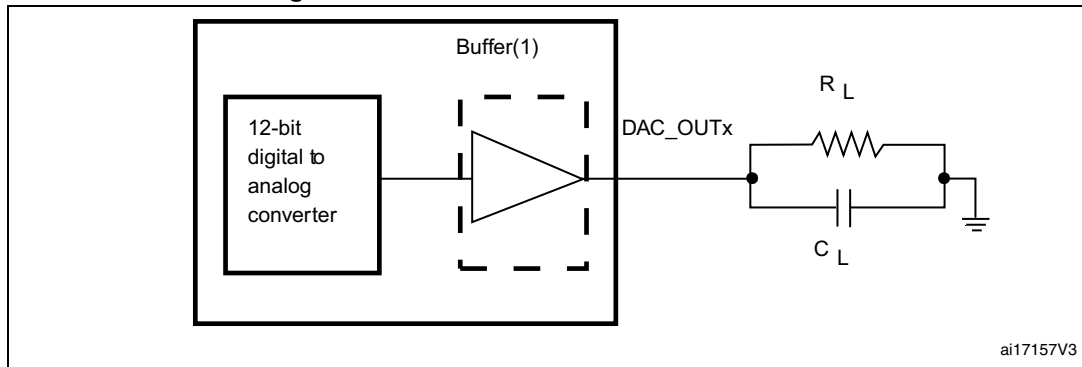 Buffer(1)
12-bit
digital to
analog
converter
DAC_OUTx
R L
C L
ai17157V3